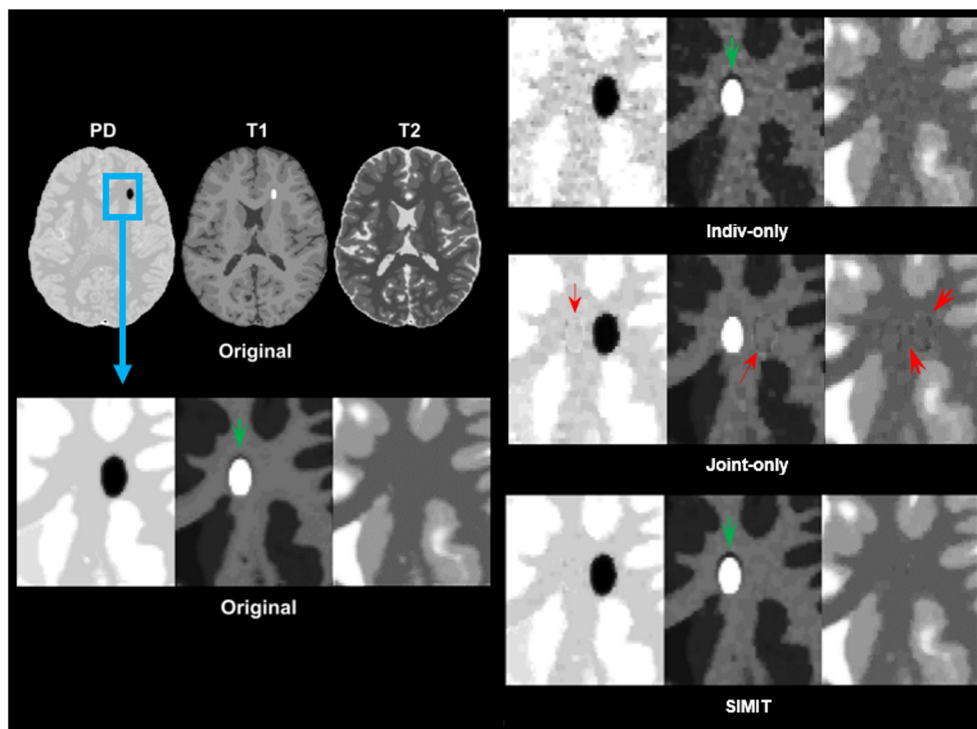 PD T1 T2
Original
Original
Indiv-only
Joint-only
SIMIT